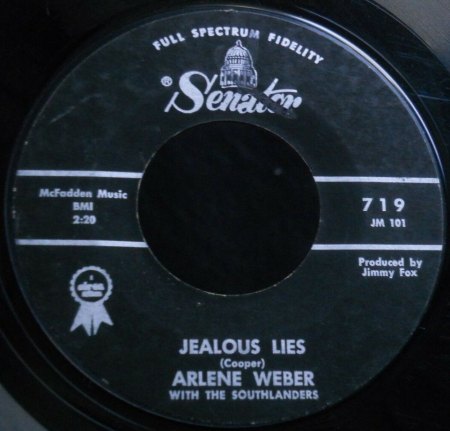 FULL SPECTRUM FIDELITY
® Senator
McFadden Music
BMI
2:20
719
JM 101
Produced by
Jimmy Fox
JEALOUS LIES
(Cooper)
ARLENE WEBER
WITH THE SOUTHLANDERS